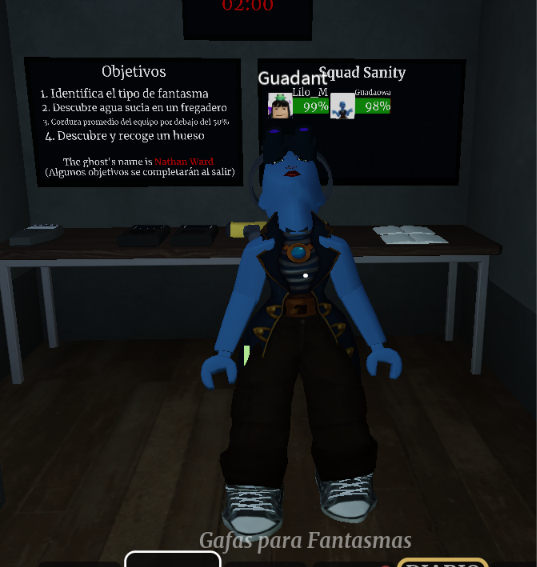 02:00
Objetivos
1. Identifica el tipo de fantasma
2. Descubre agua sucia en un fregadero
3. Cordura promedio del equipo por debajo del 50%
4. Descubre y recoge un hueso
The ghost's name is Nathan Ward
(Algunos objetivos se completarán al salir)
Squad Sanity
Guadant
Lilo_M
99%
98%
Gafas para Fantasmas
DIARIO